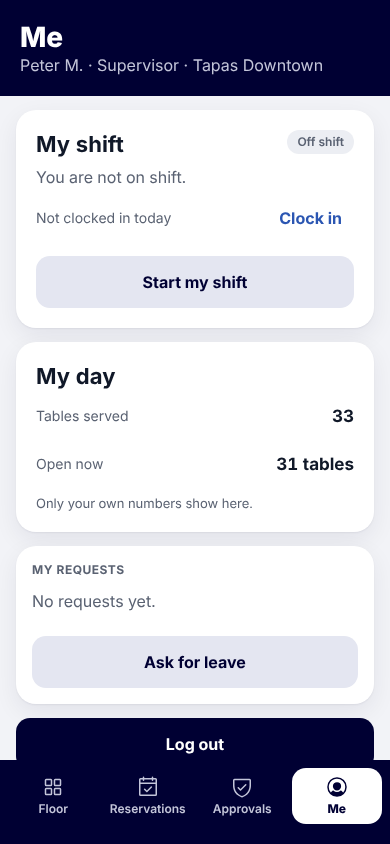 Me
Peter M. · Supervisor · Tapas Downtown
My shift
Off shift
You are not on shift.
Not clocked in today
Clock in
Start my shift
My day
Tables served
33
Open now
31 tables
Only your own numbers show here.
MY REQUESTS
No requests yet.
Ask for leave
Log out
Floor
Reservations
Approvals
Me